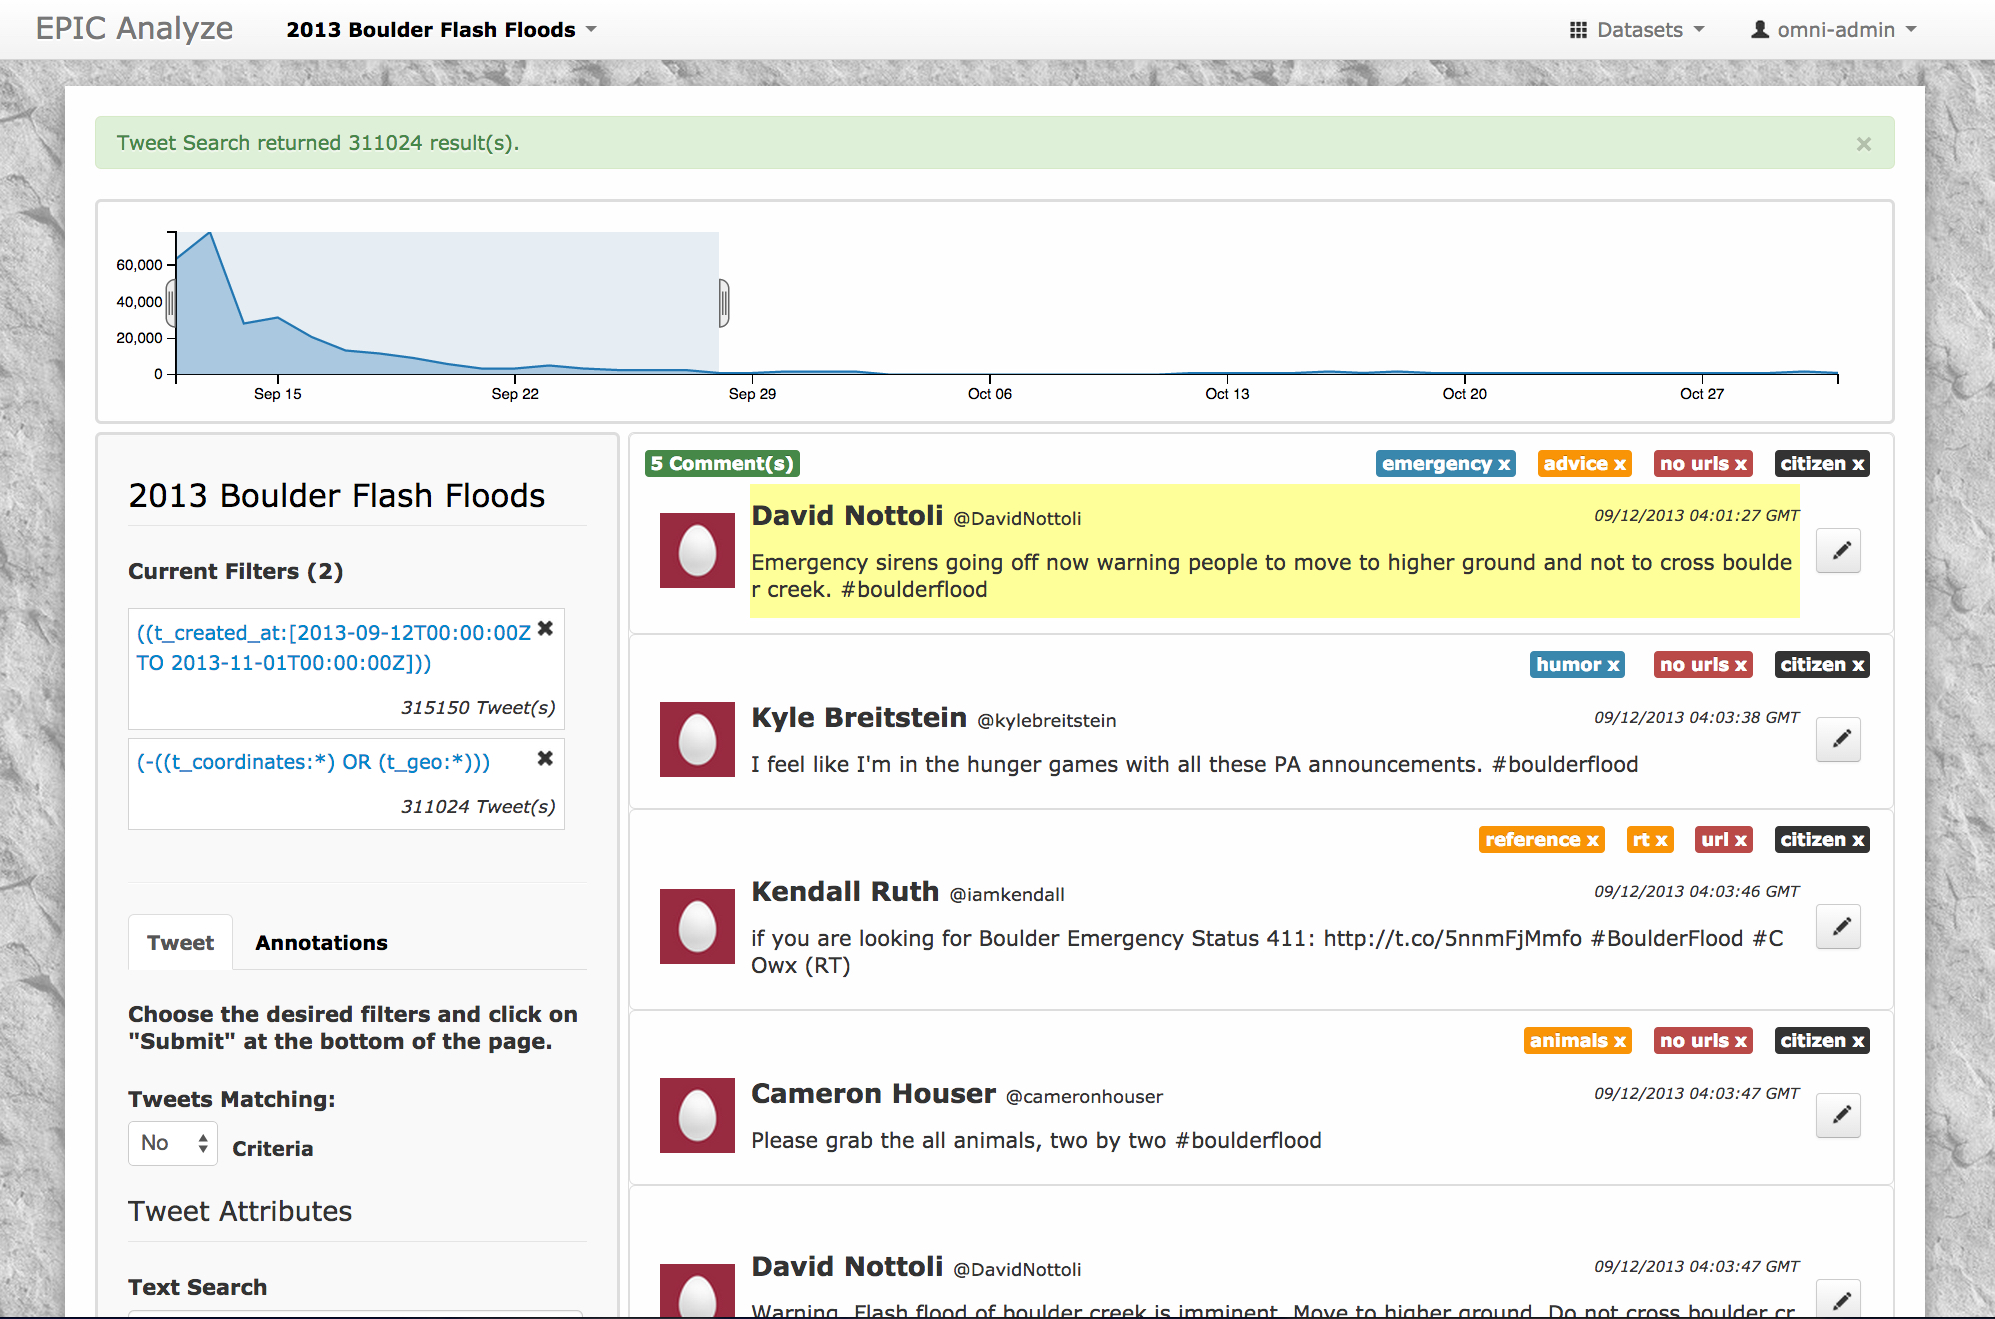 EPIC Analyze 2013 Boulder Flash Floods Datasets omni-admin
Tweet Search returned 311024 result(s). ×
60,000
40,000
20,000
0
Sep 15 Sep 22 Sep 29 Oct 06 Oct 13 Oct 20 Oct 27
2013 Boulder Flash Floods
Current Filters (2)
((t_created_at:[2013-09-12T00:00:00Z
TO 2013-11-01T00:00:00Z]))
315150 Tweet(s)
(-((t_coordinates:*) OR (t_geo:*)))
311024 Tweet(s)
Tweet Annotations
Choose the desired filters and click on
"Submit" at the bottom of the page.
Tweets Matching:
No Criteria
Tweet Attributes
Text Search
5 Comment(s) emergency x advice x no urls x citizen x
David Nottoli @DavidNottoli 09/12/2013 04:01:27 GMT
Emergency sirens going off now warning people to move to higher ground and not to cross boulde
r creek. #boulderflood
humor x no urls x citizen x
Kyle Breitstein @kylebreitstein 09/12/2013 04:03:38 GMT
I feel like I'm in the hunger games with all these PA announcements. #boulderflood
reference x rt x url x citizen x
Kendall Ruth @iamkendall 09/12/2013 04:03:46 GMT
if you are looking for Boulder Emergency Status 411: http://t.co/5nnmFjMmfo #BoulderFlood #C
Owx (RT)
animals x no urls x citizen x
Cameron Houser @cameronhouser 09/12/2013 04:03:47 GMT
Please grab the all animals, two by two #boulderflood
David Nottoli @DavidNottoli 09/12/2013 04:03:47 GMT
Warning. Flash flood of boulder creek is imminent. Move to higher ground. Do not cross boulder cr